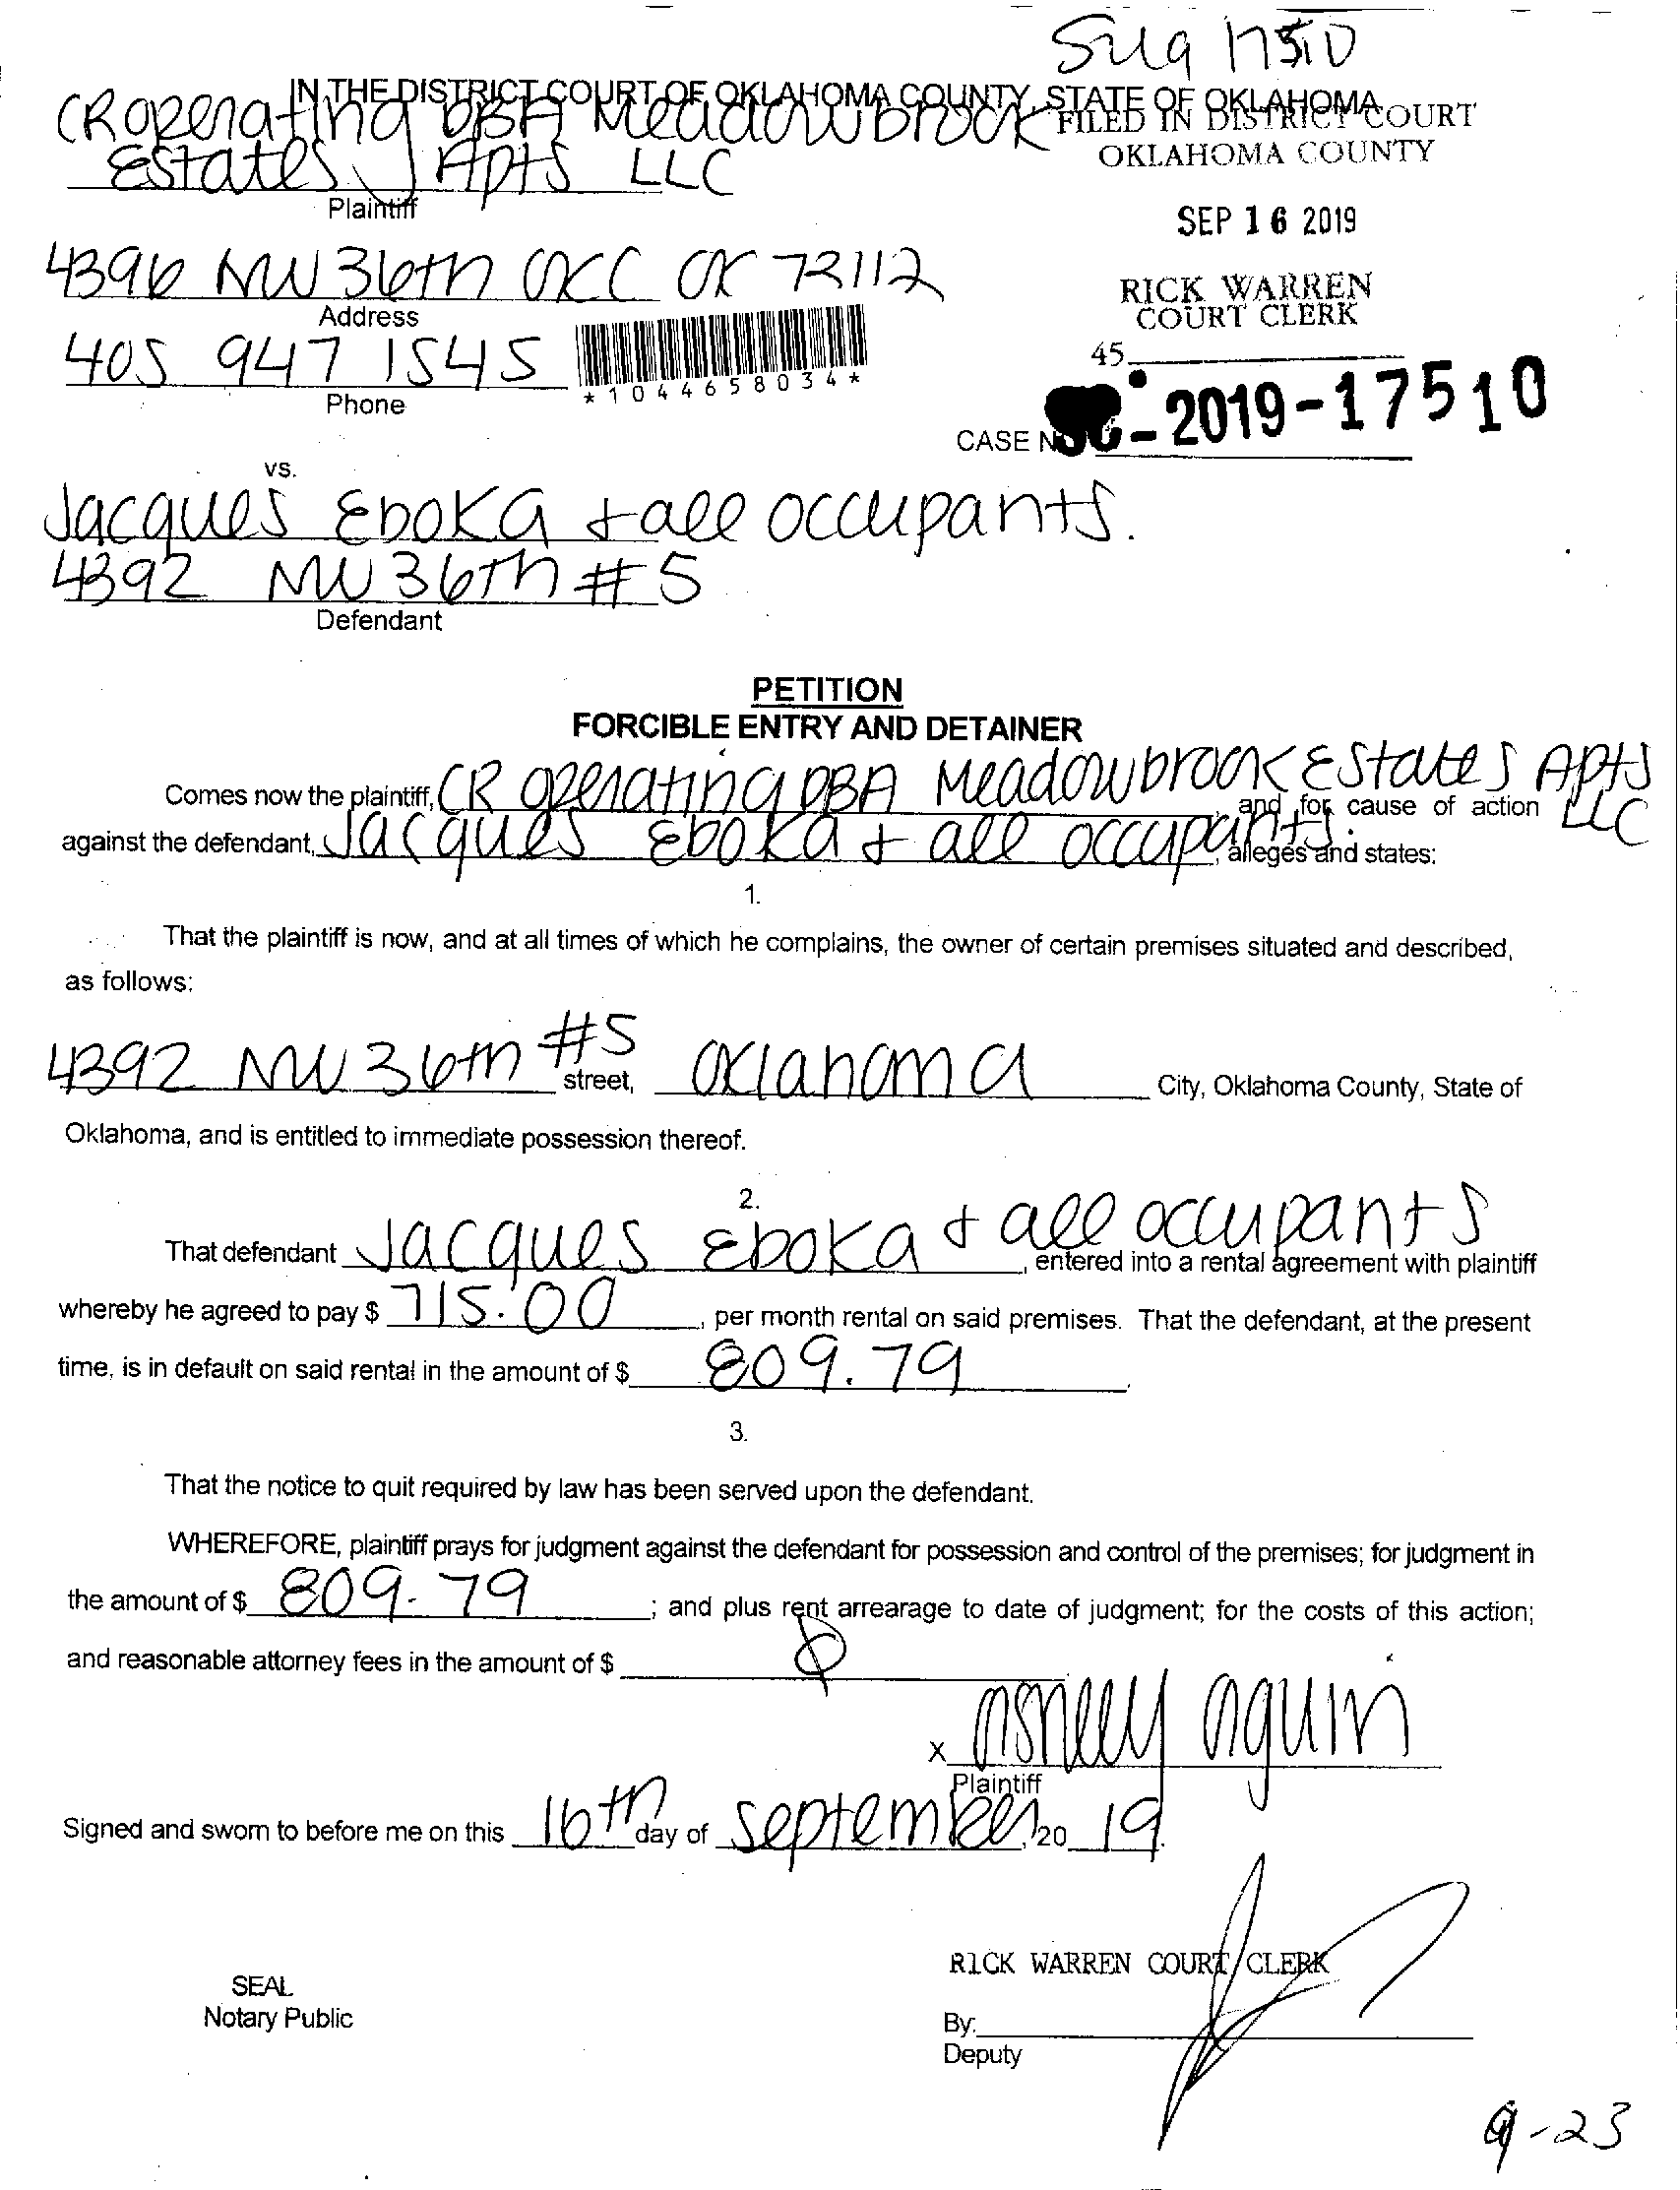 IN THE DISTRICT COURT OF OKLAHOMA COUNTY, STATE OF OKLAHOMA
CR operating DBA Meadowbrook
FILED IN DISTRICT COURT
OKLAHOMA COUNTY
Estates Apts LLC
Plaintiff
SEP 16 2019
4396 NW 36th OKC OK 73112
Address
RICK WARREN
COURT CLERK
405 947 1545
Phone
*1044658034*
45
CASE NO - 2019-17510
vs.
Jacques Eboka + all occupants.
4392 NW 36th #5
Defendant
PETITION
FORCIBLE ENTRY AND DETAINER
Comes now the plaintiff, CR operating DBA Meadowbrook Estates Apts LLC and for cause of action
against the defendant, Jacques Eboka + all occupants. , alleges and states:
1.
That the plaintiff is now, and at all times of which he complains, the owner of certain premises situated and described,
as follows:
4392 NW 36th #5 street, Oklahoma City, Oklahoma County, State of
Oklahoma, and is entitled to immediate possession thereof.
2.
That defendant Jacques Eboka + all occupants , entered into a rental agreement with plaintiff
whereby he agreed to pay $ 715.00 , per month rental on said premises. That the defendant, at the present
time, is in default on said rental in the amount of $ 809.79 .
3.
That the notice to quit required by law has been served upon the defendant.
WHEREFORE, plaintiff prays for judgment against the defendant for possession and control of the premises; for judgment in
the amount of $ 809.79 ; and plus rent arrearage to date of judgment; for the costs of this action;
and reasonable attorney fees in the amount of $
x Ashley Aguin
Plaintiff
Signed and sworn to before me on this 16th day of September, 20 19.
RICK WARREN COURT CLERK
SEAL
Notary Public
By:
Deputy
9-23